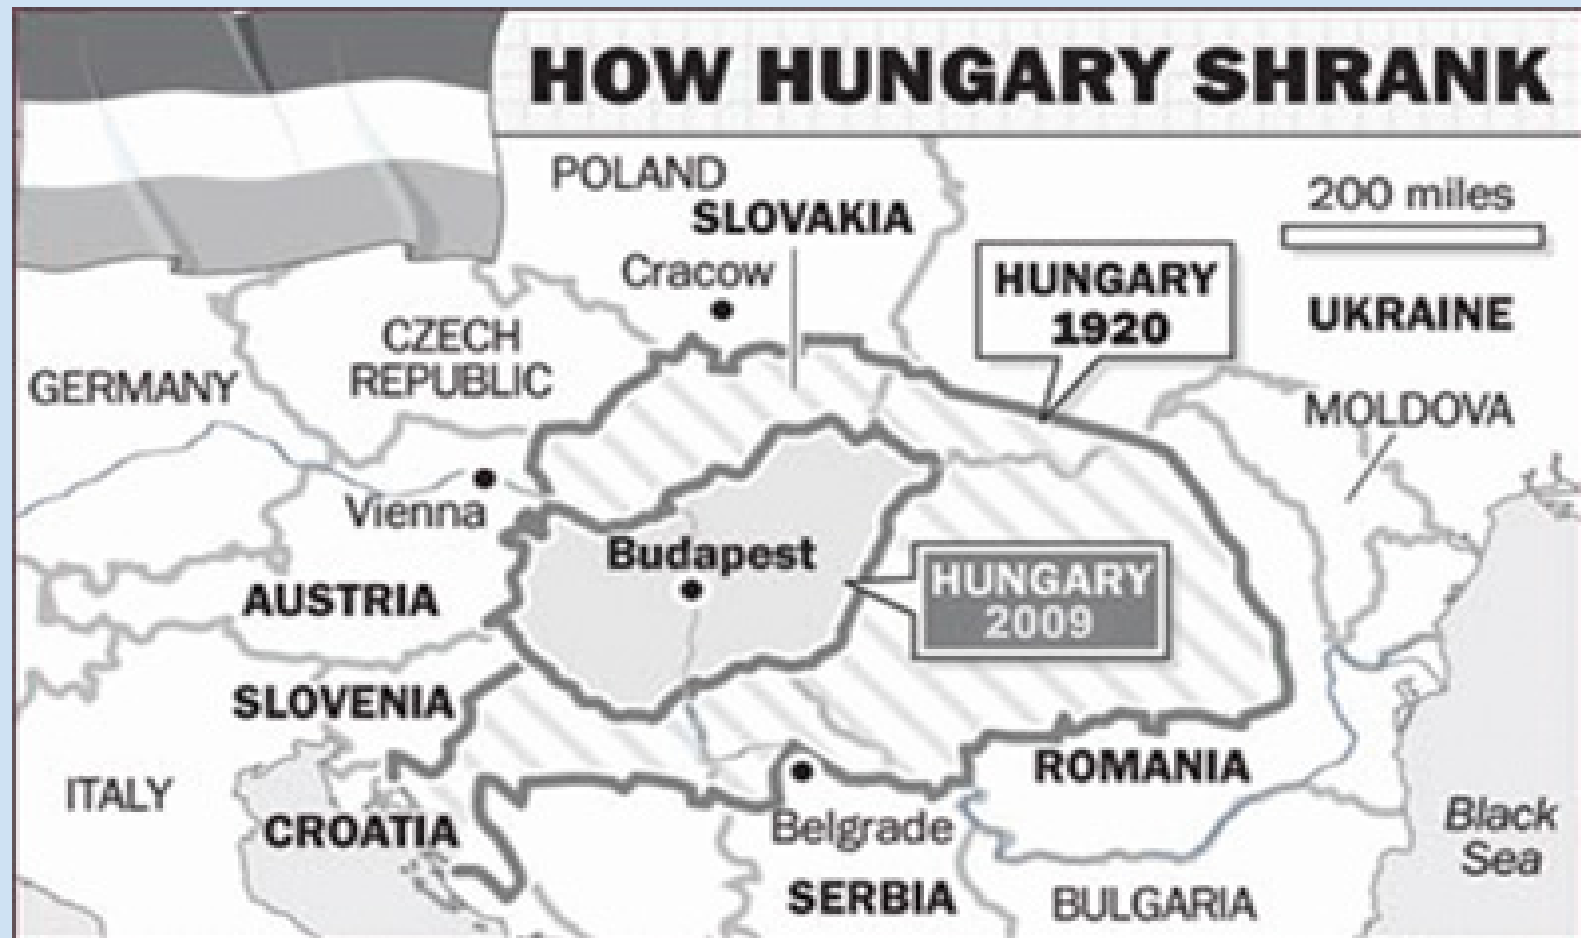 HOW HUNGARY SHRANK
POLAND
SLOVAKIA
200 miles
Cracow
HUNGARY
1920
UKRAINE
CZECH
REPUBLIC
GERMANY
MOLDOVA
Vienna
Budapest
HUNGARY
2009
AUSTRIA
SLOVENIA
ROMANIA
ITALY
CROATIA
Belgrade
Black
Sea
SERBIA
BULGARIA